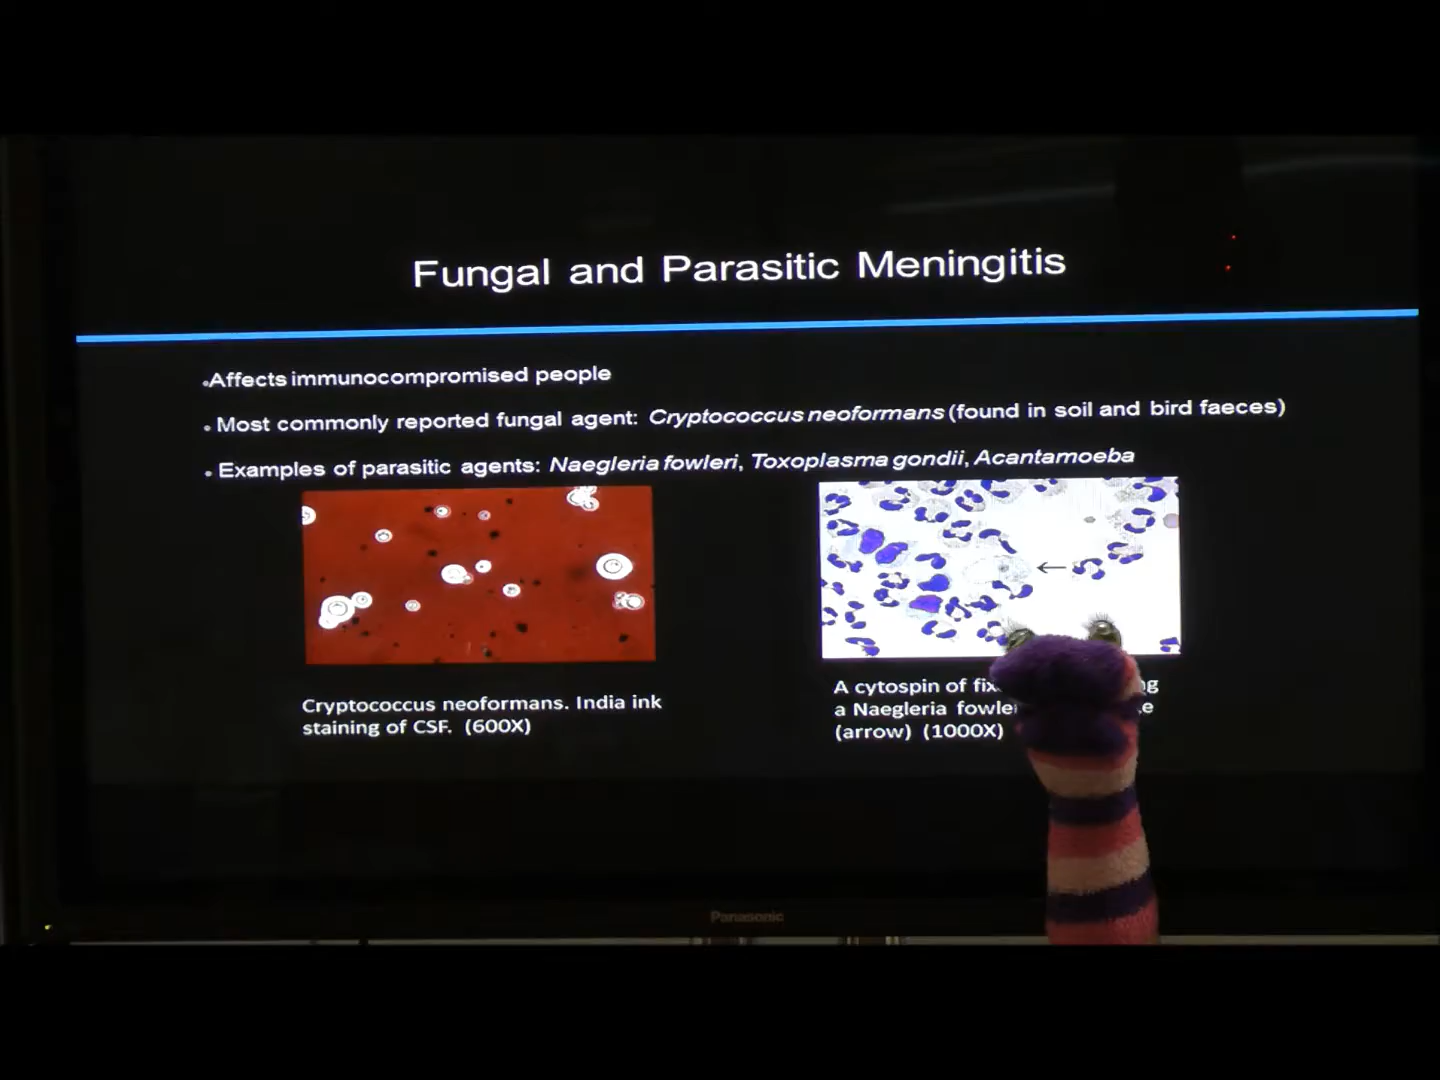 Fungal and Parasitic Meningitis
•Affects immunocompromised people
• Most commonly reported fungal agent: Cryptococcus neoformans (found in soil and bird faeces)
• Examples of parasitic agents: Naegleria fowleri, Toxoplasma gondii, Acantamoeba
Cryptococcus neoformans. India ink
staining of CSF. (600X)
A cytospin of
a Naegleria
(arrow) (1000X)
Panasonic